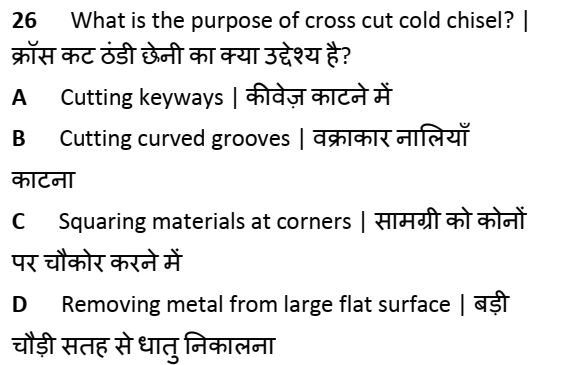 26 What is the purpose of cross cut cold chisel? |
क्रॉस कट ठंडी छेनी का क्या उद्देश्य है?
A Cutting keyways | कीवेज़ काटने में
B Cutting curved grooves | वक्राकार नालियाँ
काटना
C Squaring materials at corners | सामग्री को कोनों
पर चौकोर करने में
D Removing metal from large flat surface | बड़ी
चौड़ी सतह से धातु निकालना